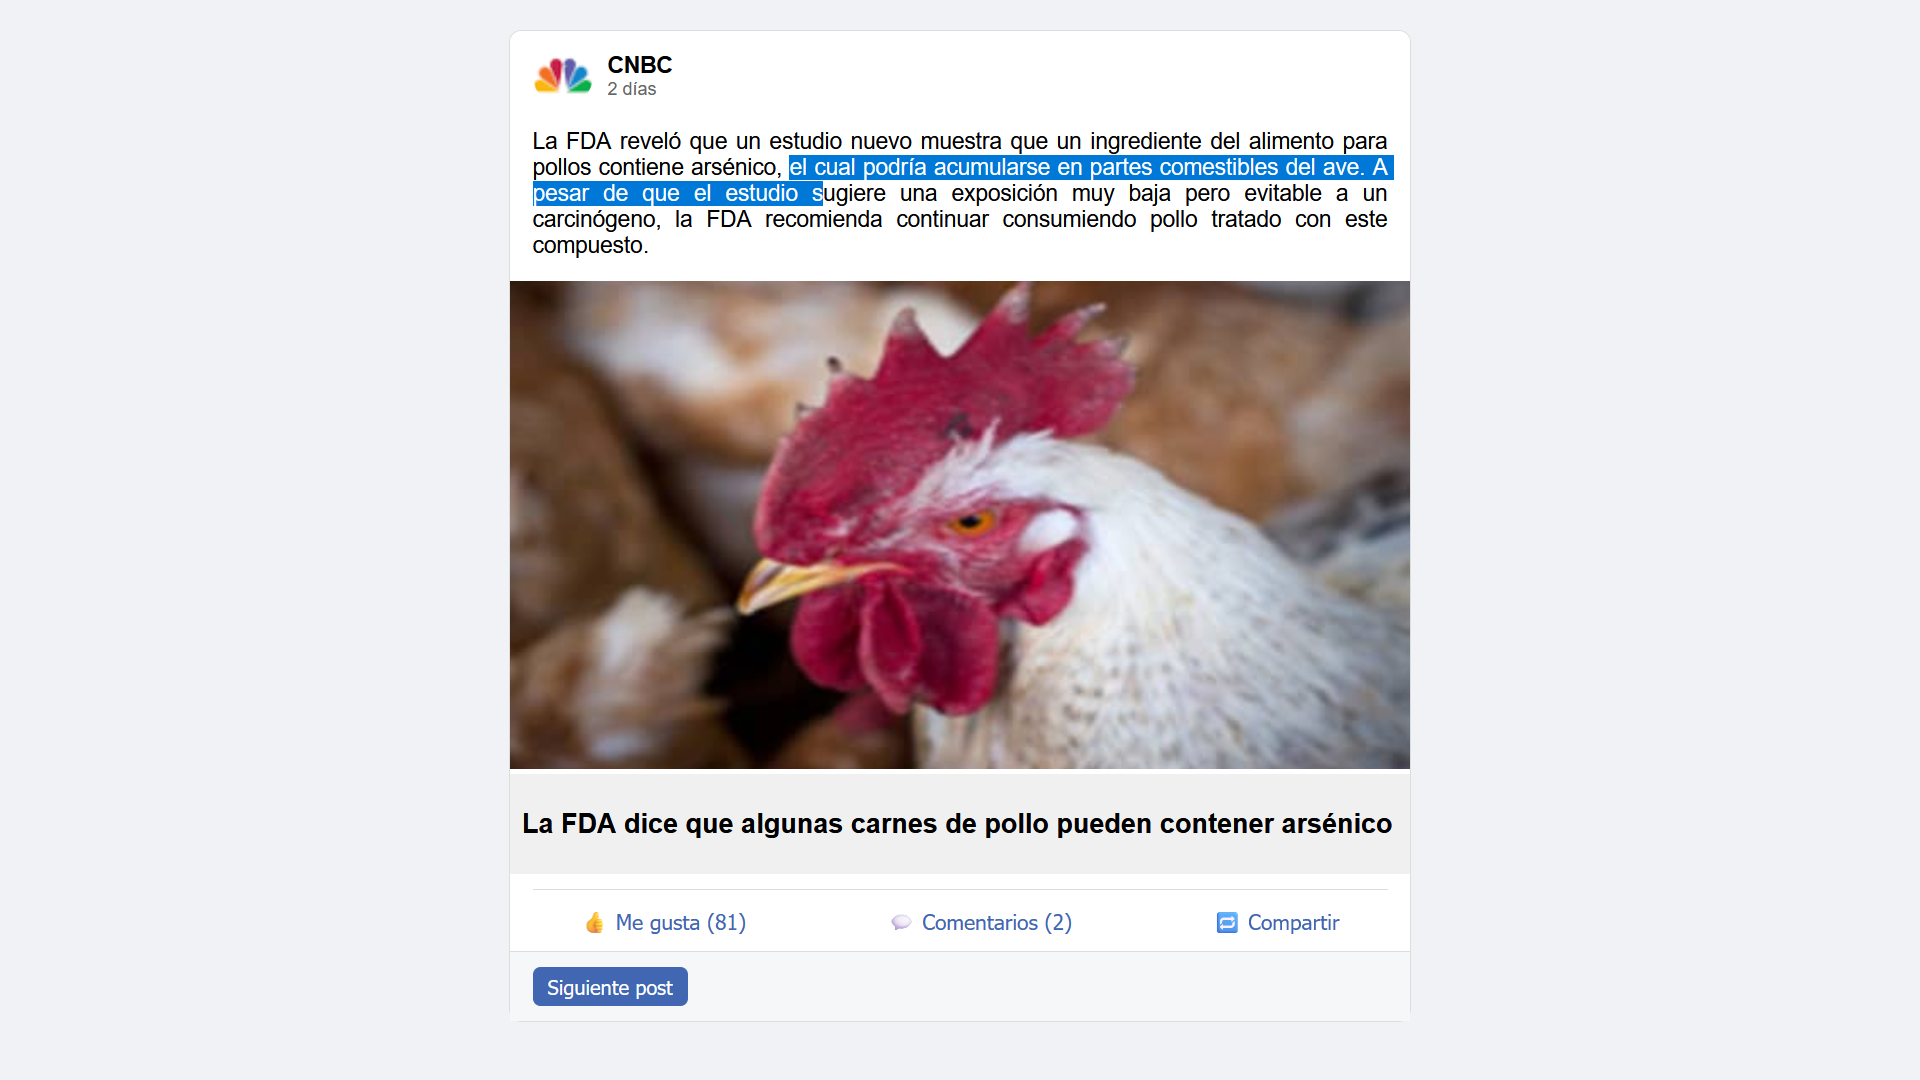 CNBC
2 días
La FDA reveló que un estudio nuevo muestra que un ingrediente del alimento para
pollos contiene arsénico, el cual podría acumularse en partes comestibles del ave. A
pesar de que el estudio sugiere una exposición muy baja pero evitable a un
carcinógeno, la FDA recomienda continuar consumiendo pollo tratado con este
compuesto.
La FDA dice que algunas carnes de pollo pueden contener arsénico
Me gusta (81)
Comentarios (2)
Compartir
Siguiente post